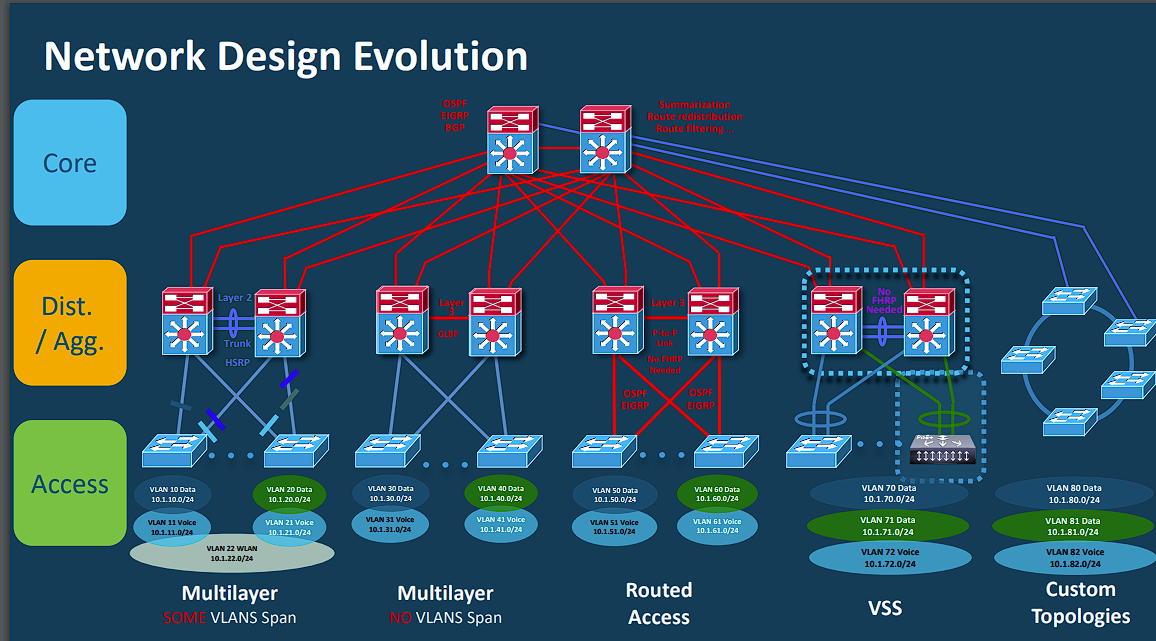 Network Design Evolution
Core
OSPF
EIGRP
BGP
Summarization
Route redistribution
Route filtering ...
Dist.
/ Agg.
Layer 2
Trunk
HSRP
Layer
3
GLBP
Layer 3
P-to-P
Link
No FHRP
Needed
OSPF
EIGRP
OSPF
EIGRP
No
FHRP
Needed
Access
VLAN 10 Data
10.1.10.0/24
VLAN 11 Voice
10.1.11.0/24
VLAN 20 Data
10.1.20.0/24
VLAN 21 Voice
10.1.21.0/24
VLAN 22 WLAN
10.1.22.0/24
VLAN 30 Data
10.1.30.0/24
VLAN 31 Voice
10.1.31.0/24
VLAN 40 Data
10.1.40.0/24
VLAN 41 Voice
10.1.41.0/24
VLAN 50 Data
10.1.50.0/24
VLAN 51 Voice
10.1.51.0/24
VLAN 60 Data
10.1.60.0/24
VLAN 61 Voice
10.1.61.0/24
VLAN 70 Data
10.1.70.0/24
VLAN 71 Data
10.1.71.0/24
VLAN 72 Voice
10.1.72.0/24
VLAN 80 Data
10.1.80.0/24
VLAN 81 Data
10.1.81.0/24
VLAN 82 Voice
10.1.82.0/24
Multilayer
SOME VLANS Span
Multilayer
NO VLANS Span
Routed
Access
VSS
Custom
Topologies